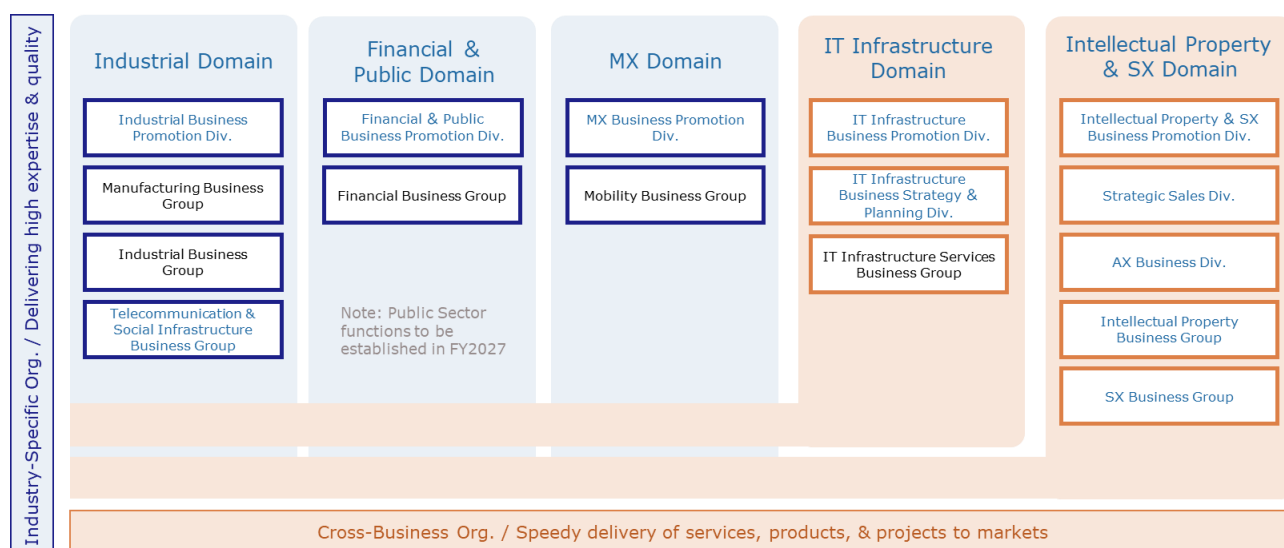 Industry-Specific Org. / Delivering high expertise & quality
Industrial Domain
Industrial Business
Promotion Div.
Manufacturing Business
Group
Industrial Business
Group
Telecommunication &
Social Infrastructure
Business Group
Financial &
Public Domain
Financial & Public
Business Promotion Div.
Financial Business Group
Note: Public Sector
functions to be
established in FY2027
MX Domain
MX Business Promotion
Div.
Mobility Business Group
IT Infrastructure
Domain
IT Infrastructure
Business Promotion Div.
IT Infrastructure
Business Strategy &
Planning Div.
IT Infrastructure Services
Business Group
Intellectual Property
& SX Domain
Intellectual Property & SX
Business Promotion Div.
Strategic Sales Div.
AX Business Div.
Intellectual Property
Business Group
SX Business Group
Cross-Business Org. / Speedy delivery of services, products, & projects to markets